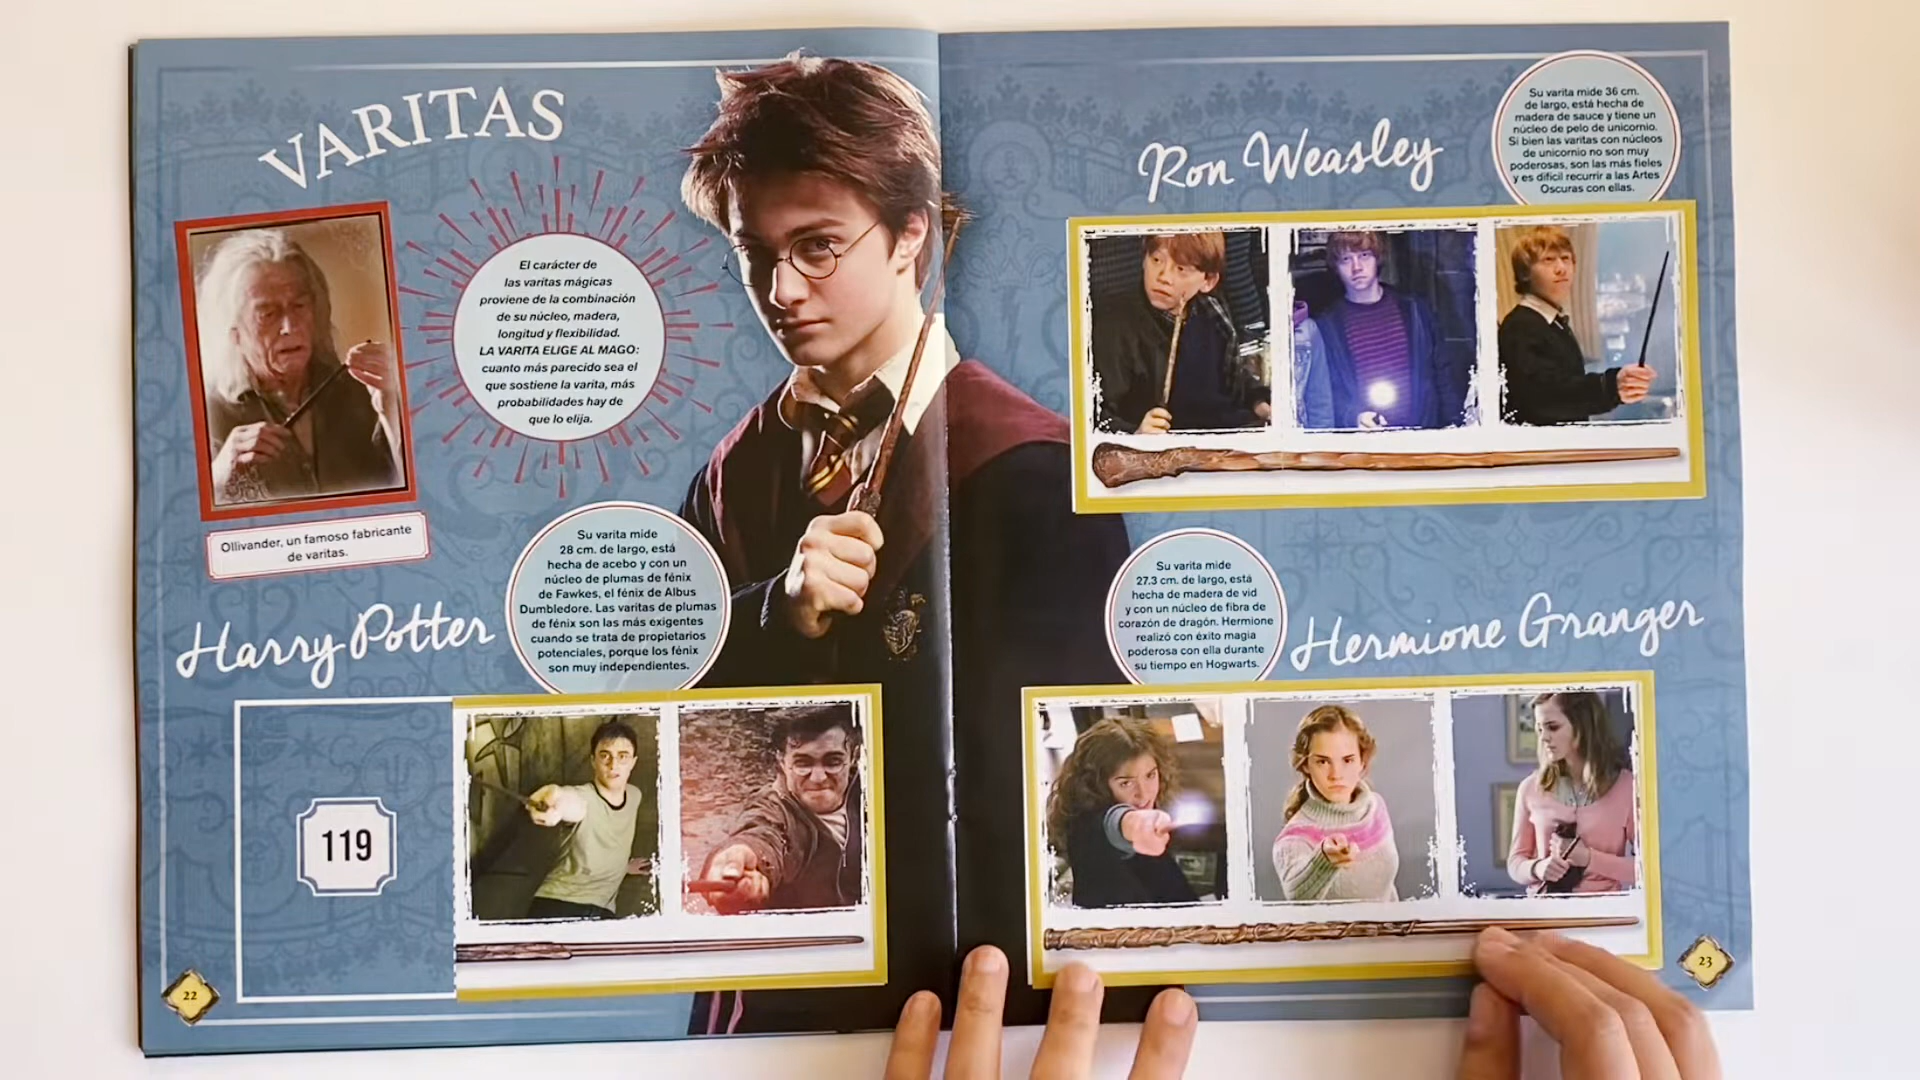 VARITAS
El carácter de
las varitas mágicas
proviene de la combinación
de su núcleo, madera,
longitud y flexibilidad.
LA VARITA ELIGE AL MAGO:
cuanto más parecido sea el
que sostiene la varita, más
probabilidades hay de
que lo elija.
Ollivander, un famoso fabricante
de varitas.
Harry Potter
Su varita mide
28 cm. de largo, está
hecha de acebo y con un
núcleo de plumas de fénix
de Fawkes, el fénix de Albus
Dumbledore. Las varitas de plumas
de fénix son las más exigentes
cuando se trata de propietarios
potenciales, porque los fénix
son muy independientes.
119
22
Ron Weasley
Su varita mide 36 cm.
de largo, está hecha de
madera de sauce y tiene un
núcleo de pelo de unicornio.
Si bien las varitas con núcleos
de unicornio no son muy
poderosas, son las más fieles
y es difícil recurrir a las Artes
Oscuras con ellas.
Su varita mide
27.3 cm. de largo, está
hecha de madera de vid
y con un núcleo de fibra de
corazón de dragón. Hermione
realizó con éxito magia
poderosa con ella durante
su tiempo en Hogwarts.
Hermione Granger
23